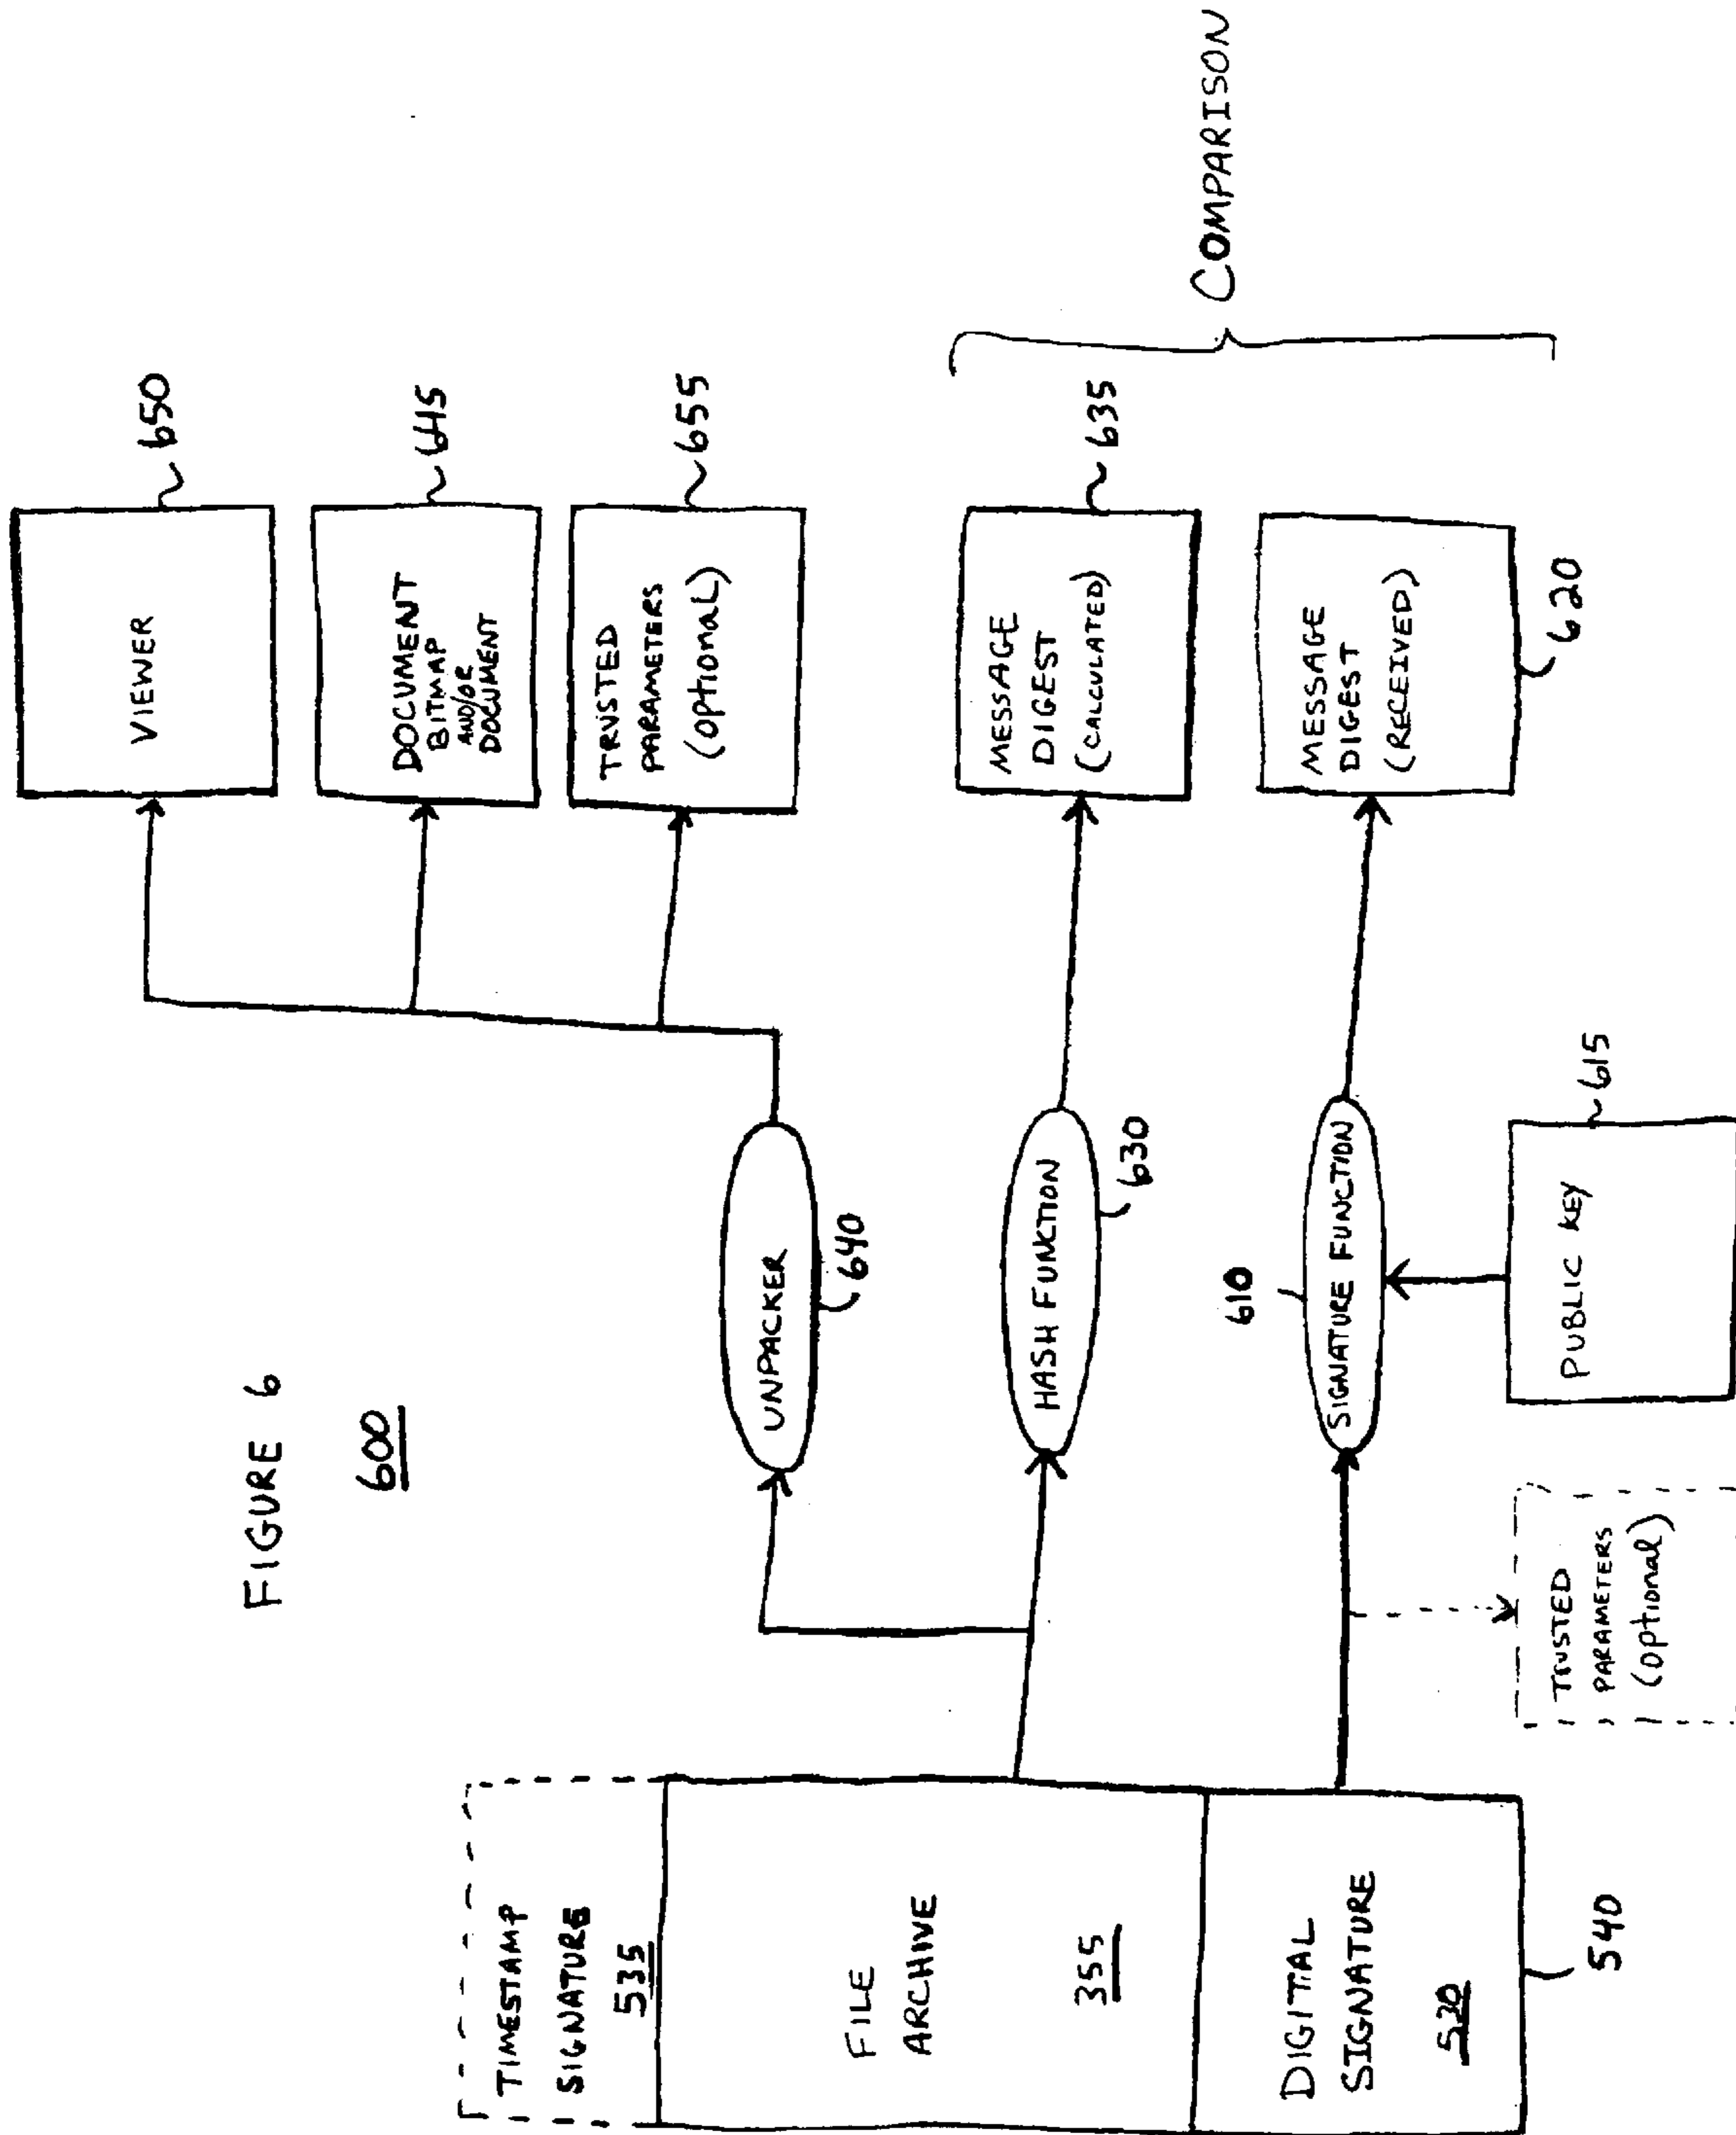 FIGURE 6
600
TIMESTAMP
SIGNATURE
535
FILE
ARCHIVE
355
DIGITAL
SIGNATURE
530
540
UNPACKER
640
HASH FUNCTION
630
610
SIGNATURE FUNCTION
PUBLIC KEY
615
TRUSTED
PARAMETERS
(optional)
VIEWER
650
DOCUMENT
BITMAP
AND/OR
DOCUMENT
645
TRUSTED
PARAMETERS
(optional)
655
MESSAGE
DIGEST
(CALCULATED)
635
MESSAGE
DIGEST
(RECEIVED)
620
COMPARISON